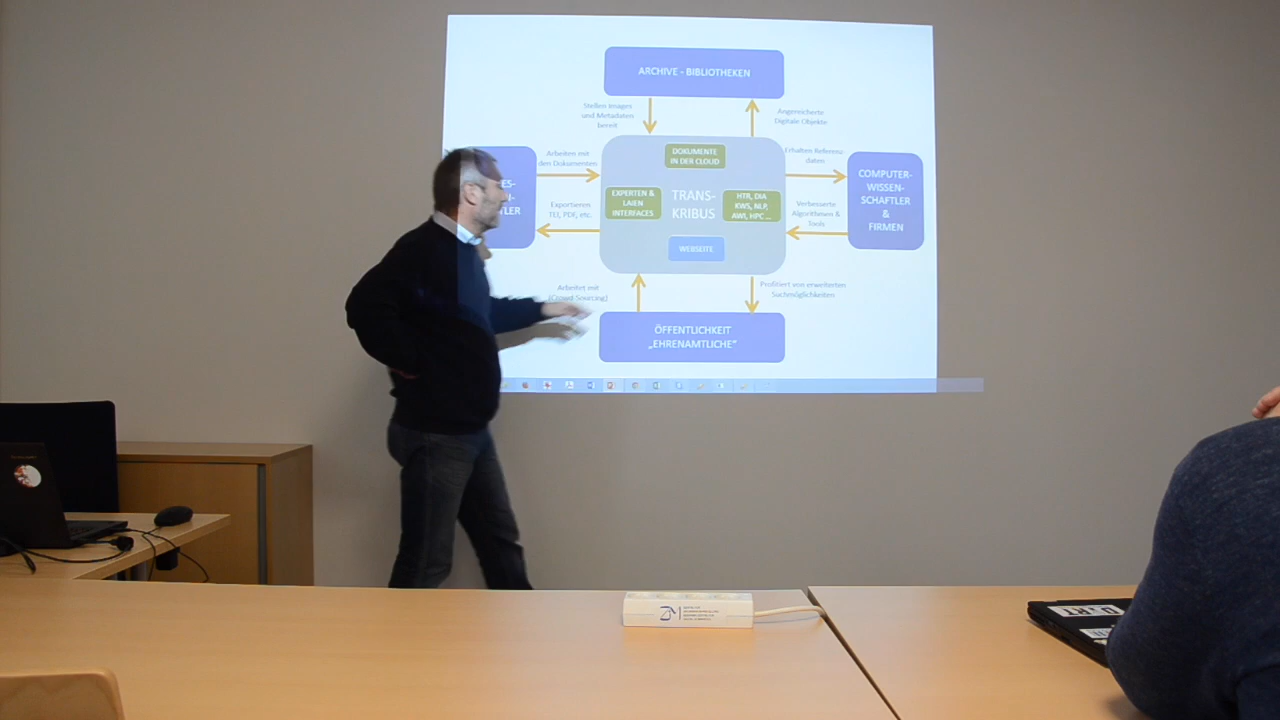 ARCHIVE - BIBLIOTHEKEN
Stellen Images
und Metadaten
bereit
Angereicherte
Digitale Objekte
DOKUMENTE
IN DER CLOUD
Arbeiten mit
den Dokumenten
Erhalten Referenz-
daten
EXPERTEN &
LAIEN
INTERFACES
TRANS-
KRIBUS
HTR, DIA
KWS, NLP,
AWI, HPC ...
COMPUTER-
WISSEN-
SCHAFTLER
&
FIRMEN
Exportieren
TEI, PDF, etc.
Verbesserte
Algorithmen &
Tools
WEBSEITE
Arbeitet mit
(Crowd-Sourcing)
Profitiert von erweiterten
Suchmöglichkeiten
ÖFFENTLICHKEIT
„EHRENAMTLICHE"